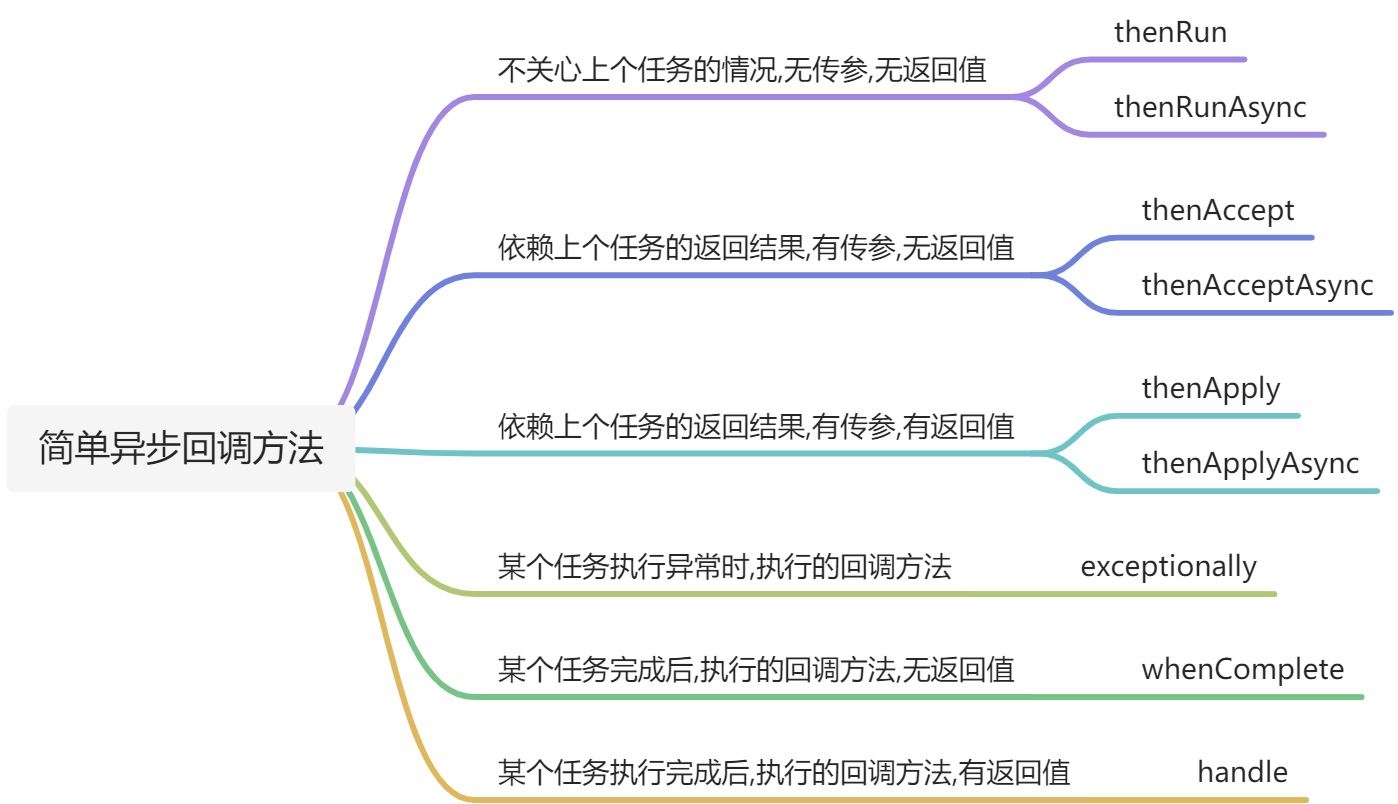 简单异步回调方法
不关心上个任务的情况,无传参,无返回值
thenRun
thenRunAsync
依赖上个任务的返回结果,有传参,无返回值
thenAccept
thenAcceptAsync
依赖上个任务的返回结果,有传参,有返回值
thenApply
thenApplyAsync
某个任务执行异常时,执行的回调方法
exceptionally
某个任务完成后,执行的回调方法,无返回值
whenComplete
某个任务执行完成后,执行的回调方法,有返回值
handle